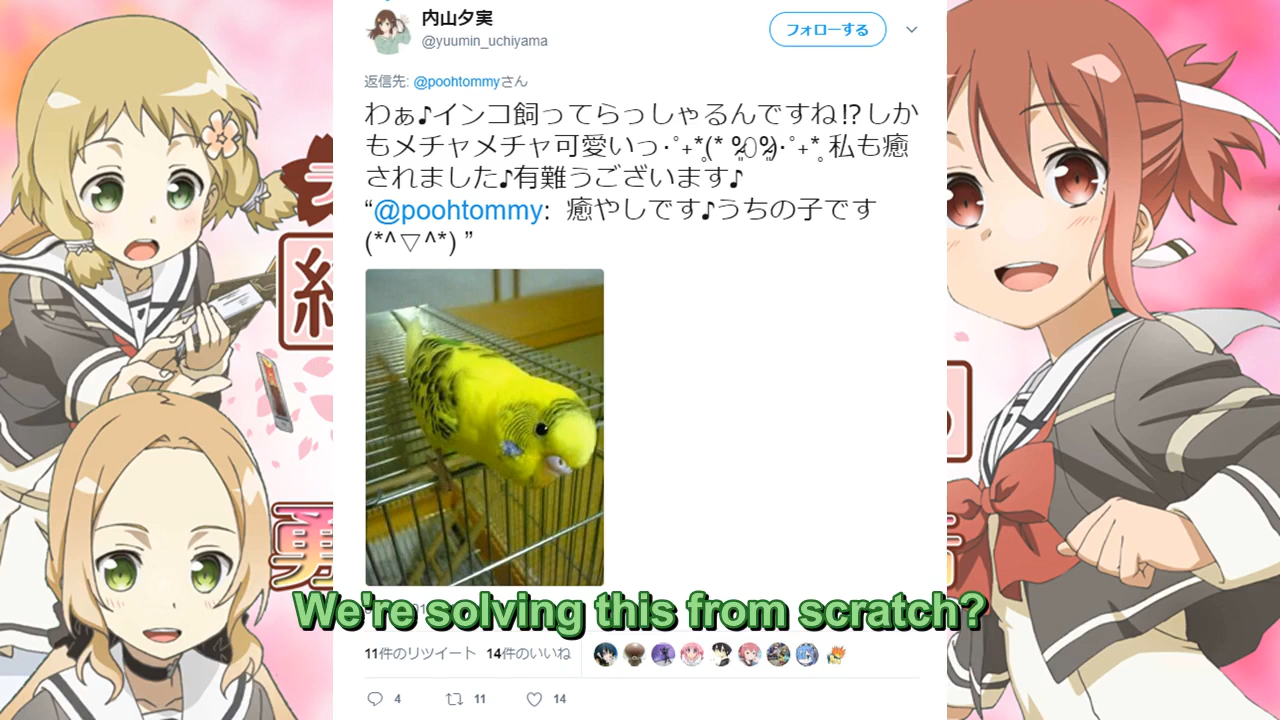 内山夕実
@yuumin_uchiyama
フォローする
返信先: @poohtommyさん
わぁ♪インコ飼ってらっしゃるんですね!?しか
もメチャメチャ可愛いっ･ﾟ+*(* ºωº)･ﾟ+* 私も癒
されました♪有難うございます♪
“@poohtommy: 癒やしです♪うちの子です
(*^▽^*) ”
We're solving this from scratch?
11件のリツイート 14件のいいね
4 11 14
結
勇